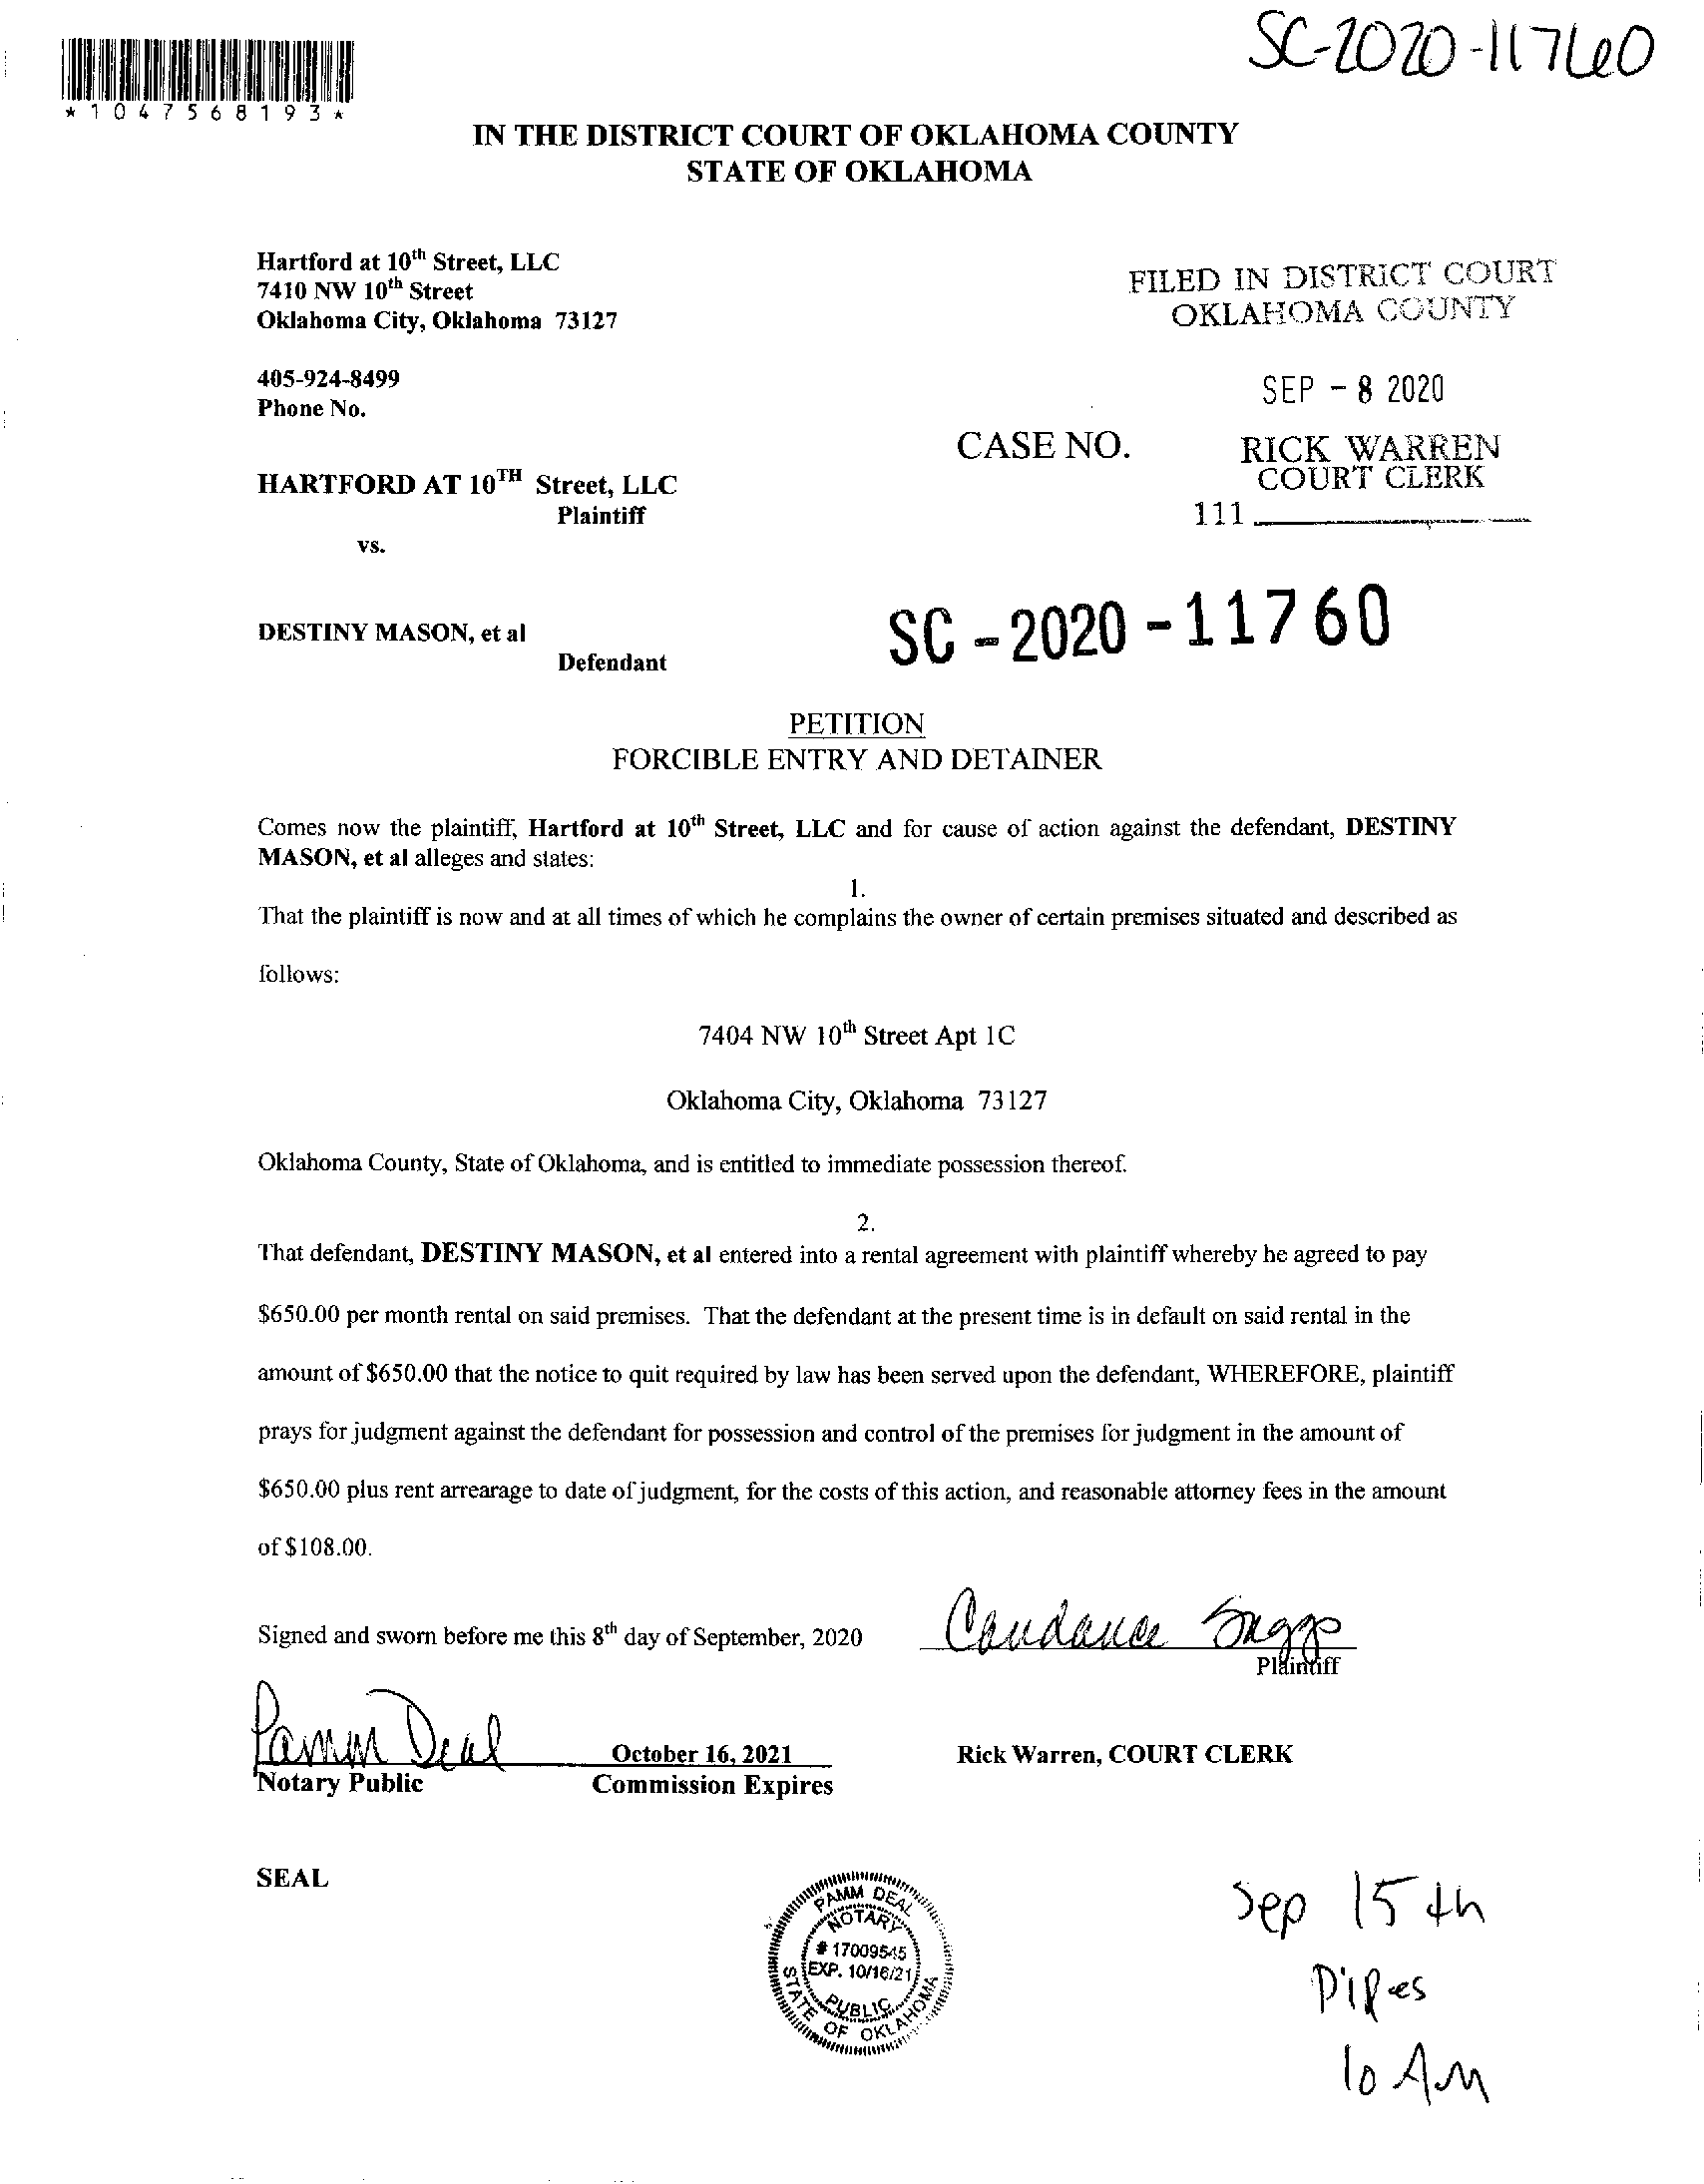 SC-2020-11760
*1047568193*
IN THE DISTRICT COURT OF OKLAHOMA COUNTY
STATE OF OKLAHOMA
Hartford at 10th Street, LLC
7410 NW 10th Street
Oklahoma City, Oklahoma 73127
FILED IN DISTRICT COURT
OKLAHOMA COUNTY
405-924-8499
Phone No.
SEP - 8 2020
CASE NO.
RICK WARREN
COURT CLERK
111
HARTFORD AT 10TH Street, LLC
Plaintiff
vs.
DESTINY MASON, et al
Defendant
SC-2020-11760
PETITION
FORCIBLE ENTRY AND DETAINER
Comes now the plaintiff, Hartford at 10th Street, LLC and for cause of action against the defendant, DESTINY
MASON, et al alleges and states:
1.
That the plaintiff is now and at all times of which he complains the owner of certain premises situated and described as
follows:
7404 NW 10th Street Apt 1C
Oklahoma City, Oklahoma 73127
Oklahoma County, State of Oklahoma, and is entitled to immediate possession thereof.
2.
That defendant, DESTINY MASON, et al entered into a rental agreement with plaintiff whereby he agreed to pay
$650.00 per month rental on said premises. That the defendant at the present time is in default on said rental in the
amount of $650.00 that the notice to quit required by law has been served upon the defendant, WHEREFORE, plaintiff
prays for judgment against the defendant for possession and control of the premises for judgment in the amount of
$650.00 plus rent arrearage to date of judgment, for the costs of this action, and reasonable attorney fees in the amount
of $108.00.
Signed and sworn before me this 8th day of September, 2020
Candance Suggs
Plaintiff
Pamm Deal
October 16, 2021
Rick Warren, COURT CLERK
Notary Public
Commission Expires
SEAL
PAMM DEAL
NOTARY
# 17009545
EXP. 10/16/21
PUBLIC
STATE OF OKLAHOMA
Sep 15th
Pipes
10 AM